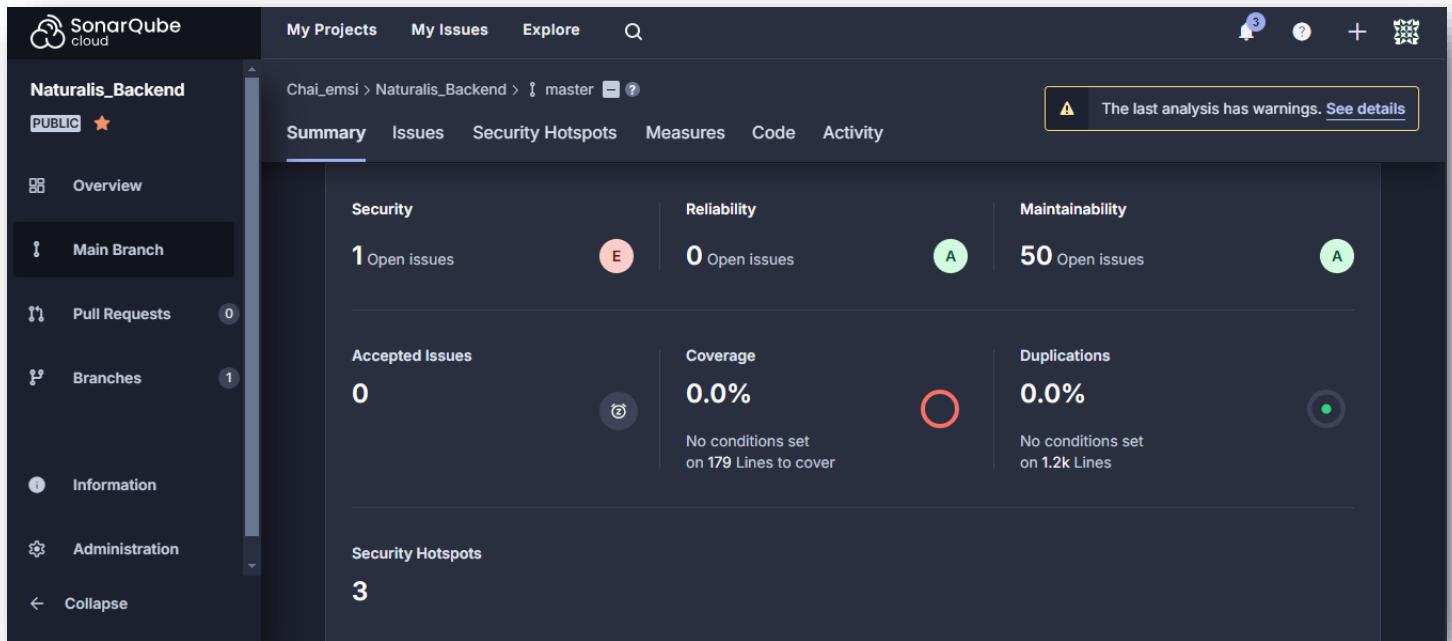 SonarQube
cloud
My Projects
My Issues
Explore
3
?
Naturalis_Backend
PUBLIC
Chai_emsi > Naturalis_Backend > master ?
The last analysis has warnings. See details
Summary
Issues
Security Hotspots
Measures
Code
Activity
Overview
Main Branch
Pull Requests
0
Branches
1
Information
Administration
Collapse
Security
1 Open issues
E
Reliability
0 Open issues
A
Maintainability
50 Open issues
A
Accepted Issues
0
Coverage
0.0%
No conditions set
on 179 Lines to cover
Duplications
0.0%
No conditions set
on 1.2k Lines
Security Hotspots
3